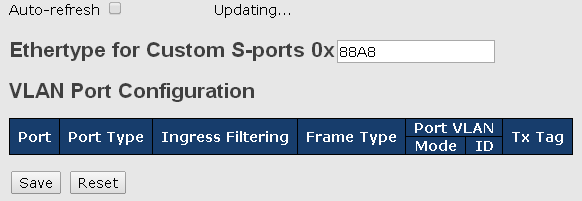 Auto-refresh Updating...
Ethertype for Custom S-ports 0x 88A8
VLAN Port Configuration
Port Port Type Ingress Filtering Frame Type Port VLAN Tx Tag
Mode ID
Save Reset